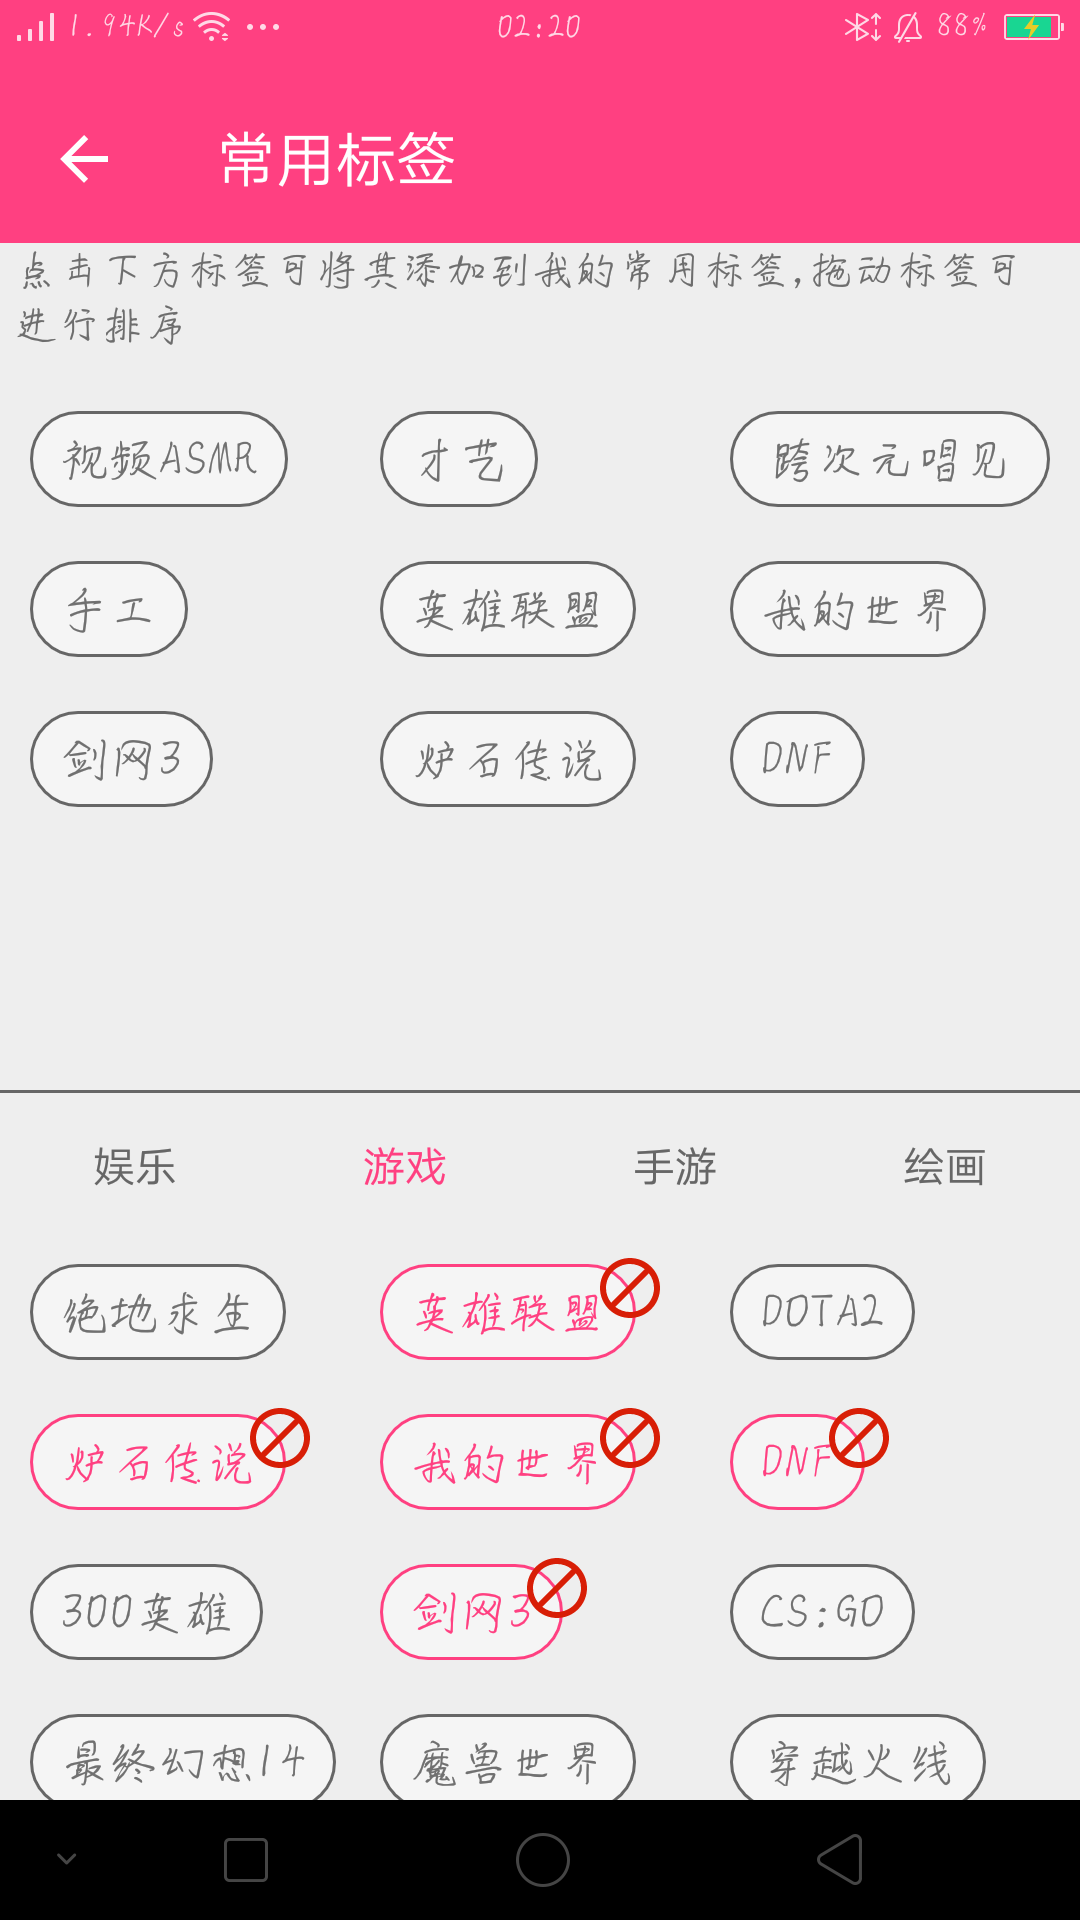 1.94K/s 02:20 88%
常用标签
点击下方标签可将其添加到我的常用标签,拖动标签可
进行排序
视频ASMR 才艺 跨次元唱见
手工 英雄联盟 我的世界
剑网3 炉石传说 DNF
娱乐 游戏 手游 绘画
绝地求生 英雄联盟 DOTA2
炉石传说 我的世界 DNF
300英雄 剑网3 CS:GO
最终幻想14 魔兽世界 穿越火线